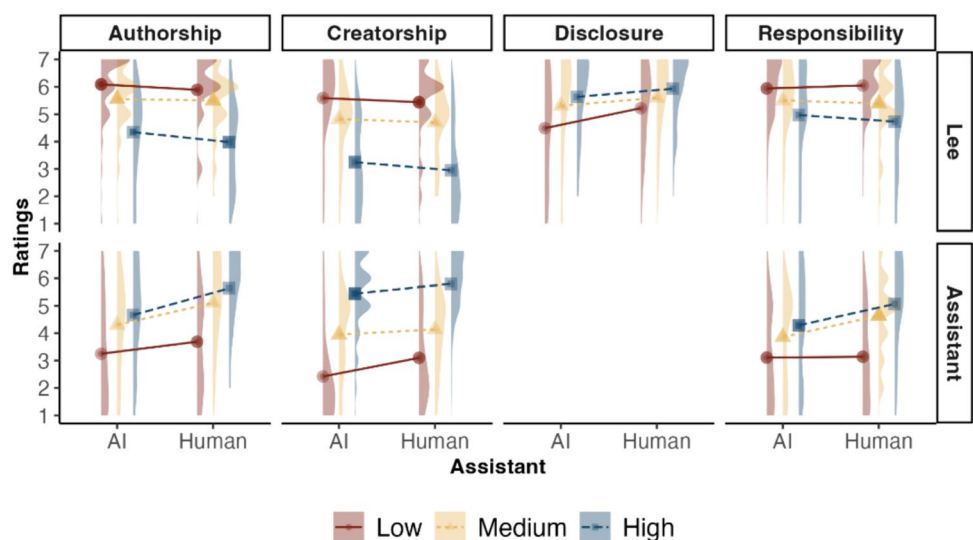 Authorship Creatorship Disclosure Responsibility
7
6
5
4
3
2
1
Lee
Ratings
7
6
5
4
3
2
1
Assistant
AI Human AI Human AI Human AI Human
Assistant
Low Medium High